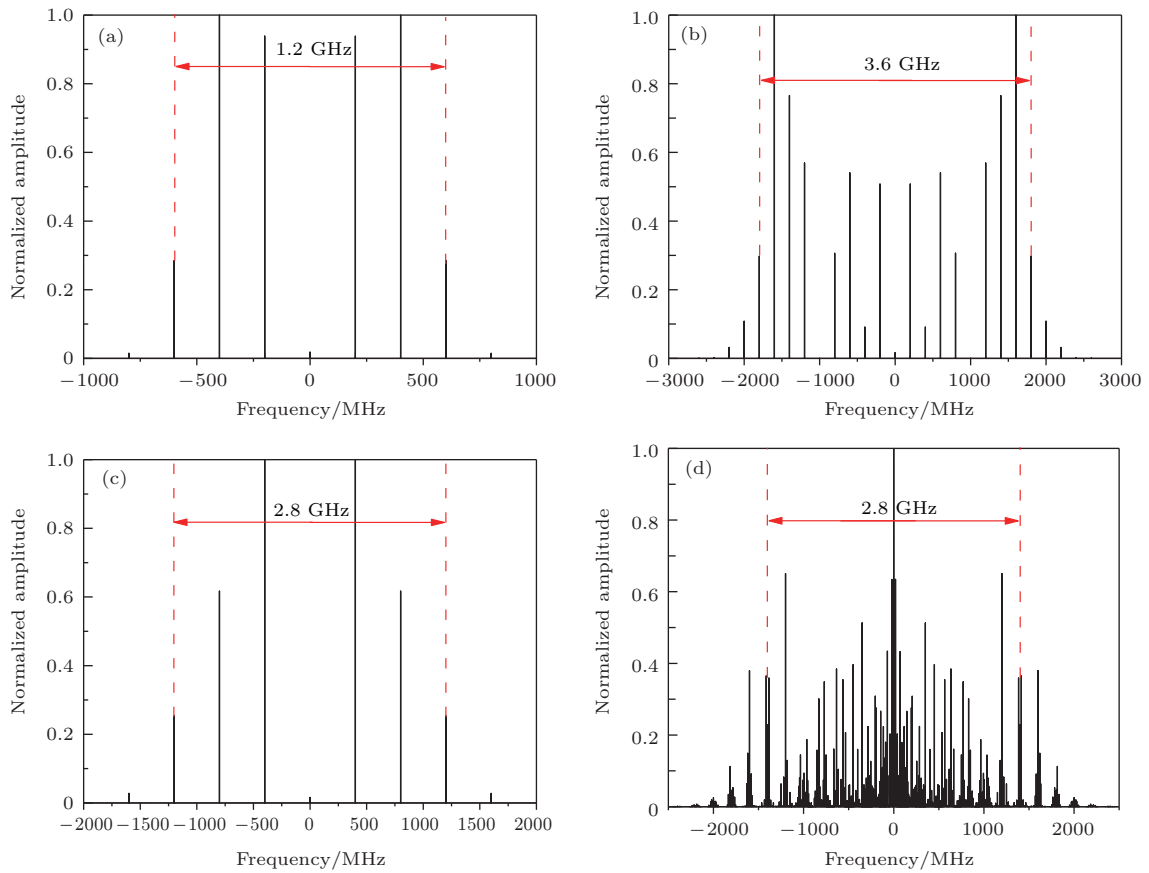 (a)
1.2 GHz
1.0
0.8
0.6
0.4
0.2
0
Normalized amplitude
−1000 −500 0 500 1000
Frequency/MHz
(b)
3.6 GHz
1.0
0.8
0.6
0.4
0.2
0
Normalized amplitude
−3000 −2000 −1000 0 1000 2000 3000
Frequency/MHz
(c)
2.8 GHz
1.0
0.8
0.6
0.4
0.2
0
Normalized amplitude
−2000 −1500 −1000 −500 0 500 1000 1500 2000
Frequency/MHz
(d)
2.8 GHz
1.0
0.8
0.6
0.4
0.2
0
Normalized amplitude
−2000 −1000 0 1000 2000
Frequency/MHz